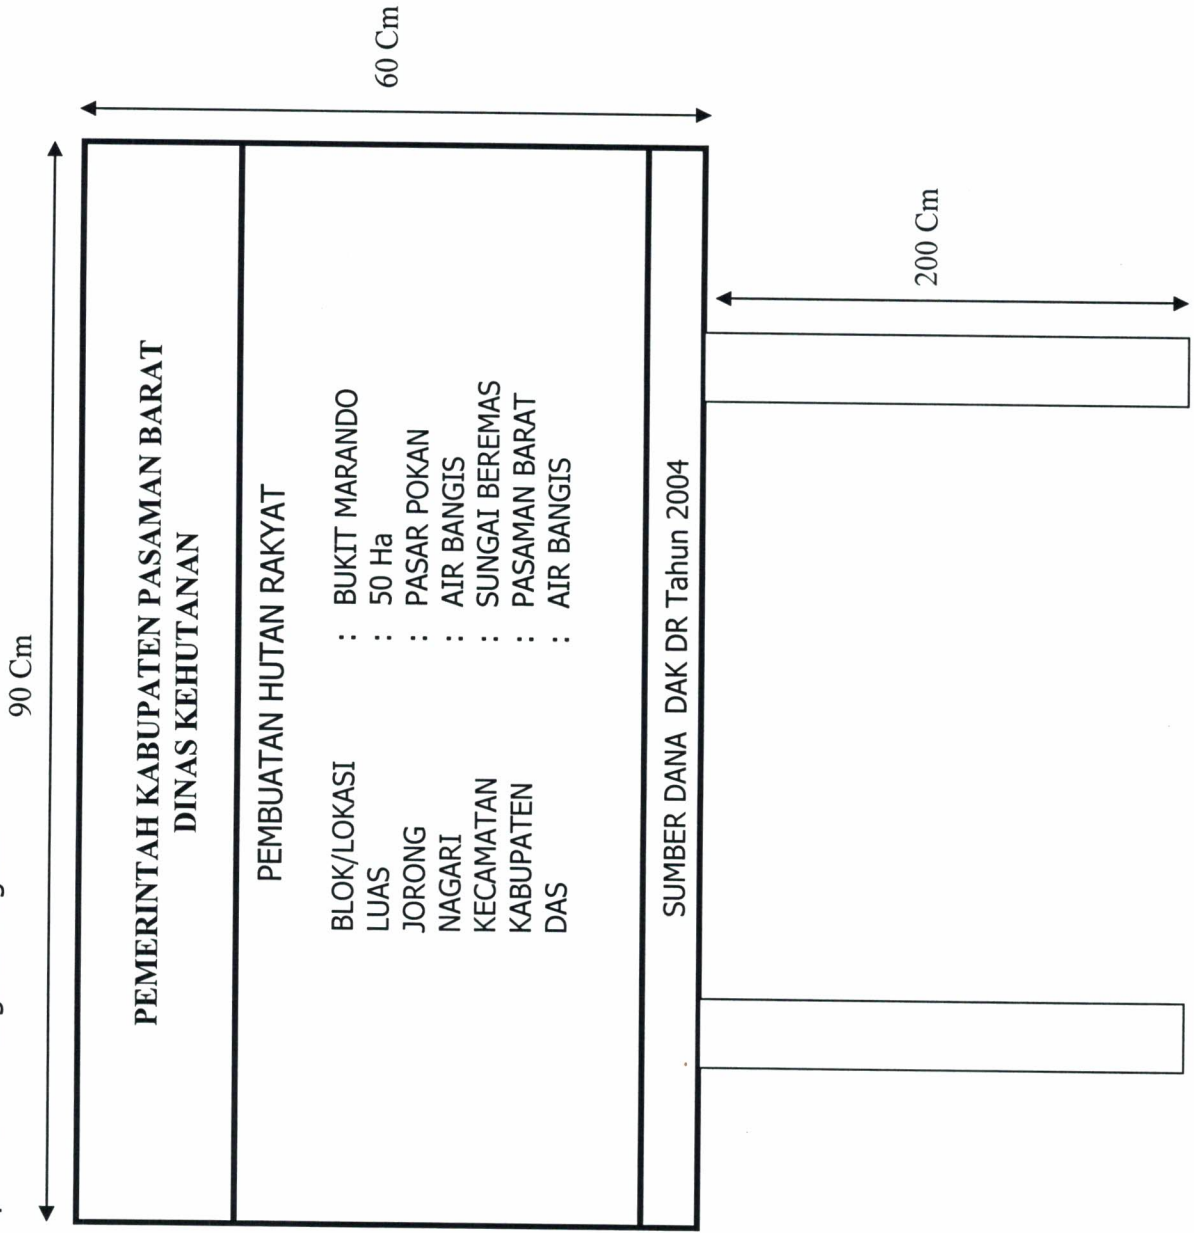 90 Cm
PEMERINTAH KABUPATEN PASAMAN BARAT
DINAS KEHUTANAN
60 Cm
PEMBUATAN HUTAN RAKYAT
BLOK/LOKASI : BUKIT MARANDO
LUAS : 50 Ha
JORONG : PASAR POKAN
NAGARI : AIR BANGIS
KECAMATAN : SUNGAI BEREMAS
KABUPATEN : PASAMAN BARAT
DAS : AIR BANGIS
SUMBER DANA DAK DR Tahun 2004
200 Cm